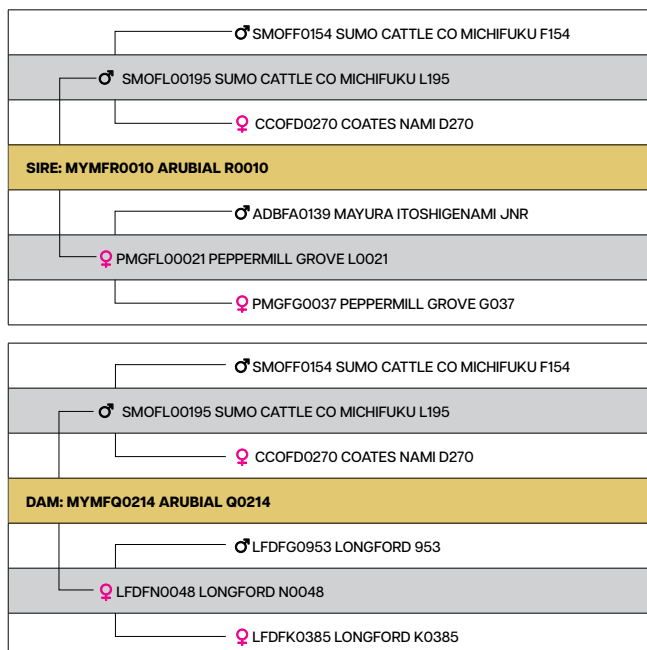 SMOFF0154 SUMO CATTLE CO MICHIFUKU F154
SMOFL00195 SUMO CATTLE CO MICHIFUKU L195
CCOFD0270 COATES NAMI D270
SIRE: MYMFR0010 ARUBIAL R0010
ADBFA0139 MAYURA ITOSHIGENAMI JNR
PMGFL00021 PEPPERMILL GROVE L0021
PMGFG0037 PEPPERMILL GROVE G037
SMOFF0154 SUMO CATTLE CO MICHIFUKU F154
SMOFL00195 SUMO CATTLE CO MICHIFUKU L195
CCOFD0270 COATES NAMI D270
DAM: MYMFQ0214 ARUBIAL Q0214
LFDFG0953 LONGFORD 953
LFDFN0048 LONGFORD N0048
LFDFK0385 LONGFORD K0385